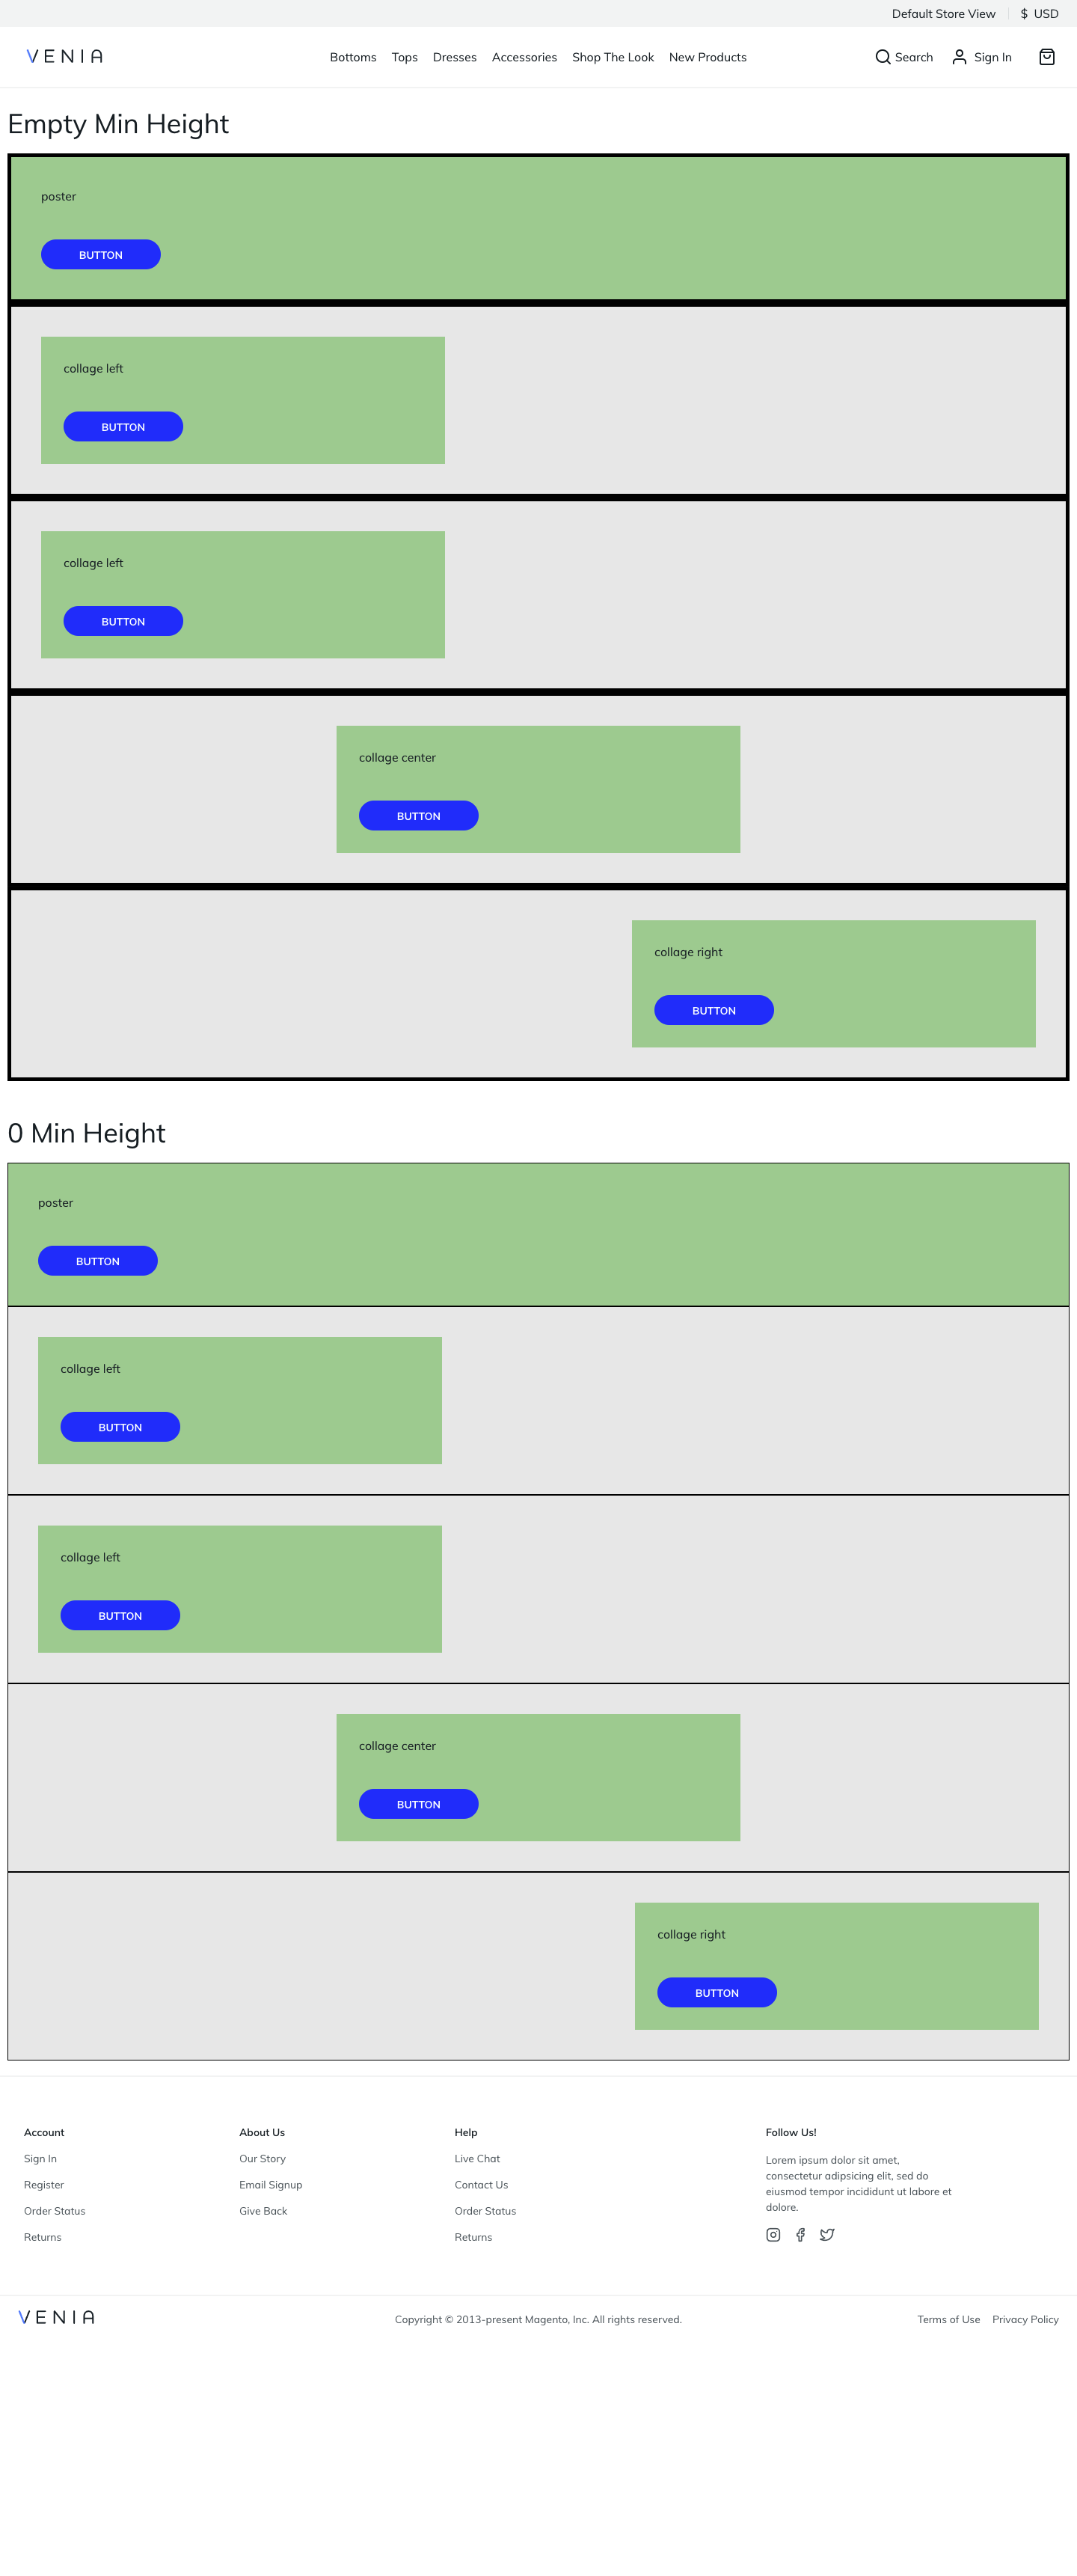 Default Store View $ USD
VENIA Bottoms Tops Dresses Accessories Shop The Look New Products Search Sign In
Empty Min Height
poster
BUTTON
collage left
BUTTON
collage left
BUTTON
collage center
BUTTON
collage right
BUTTON
0 Min Height
poster
BUTTON
collage left
BUTTON
collage left
BUTTON
collage center
BUTTON
collage right
BUTTON
Account
Sign In
Register
Order Status
Returns
About Us
Our Story
Email Signup
Give Back
Help
Live Chat
Contact Us
Order Status
Returns
Follow Us!
Lorem ipsum dolor sit amet,
consectetur adipsicing elit, sed do
eiusmod tempor incididunt ut labore et
dolore.
VENIA Copyright © 2013-present Magento, Inc. All rights reserved. Terms of Use Privacy Policy